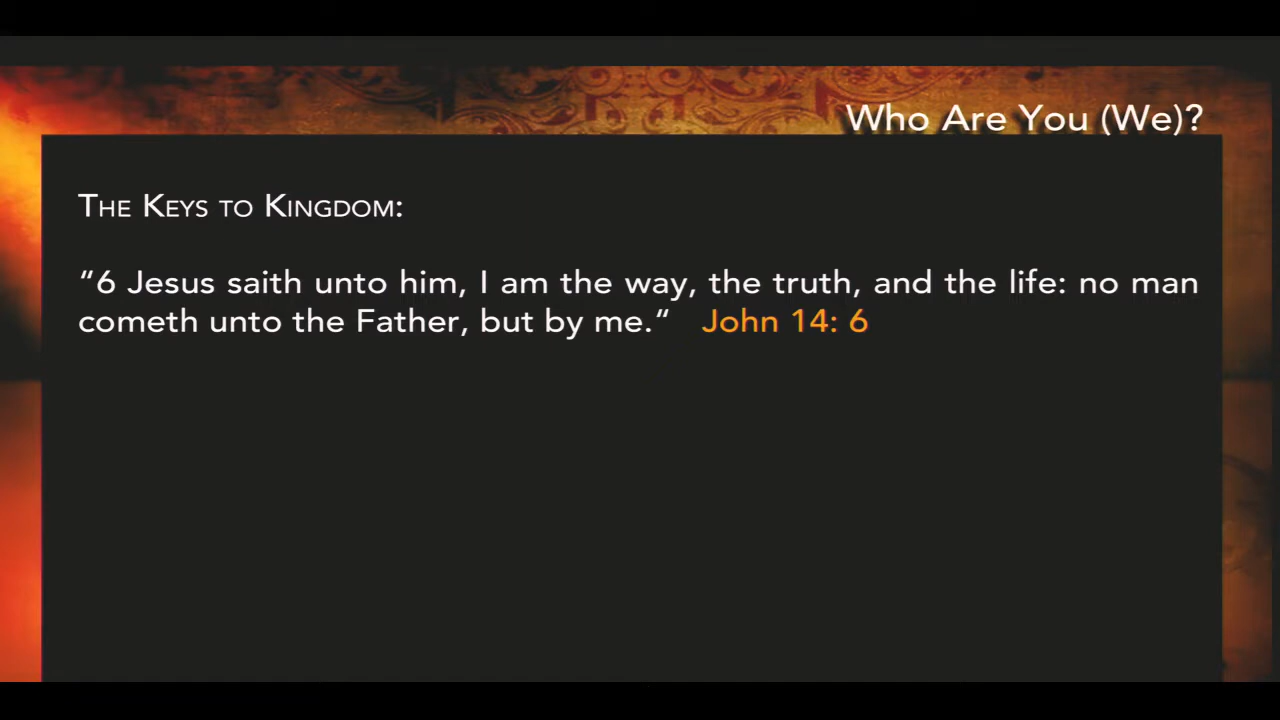 Who Are You (We)?
The Keys to Kingdom:
“6 Jesus saith unto him, I am the way, the truth, and the life: no man
cometh unto the Father, but by me.“ John 14: 6